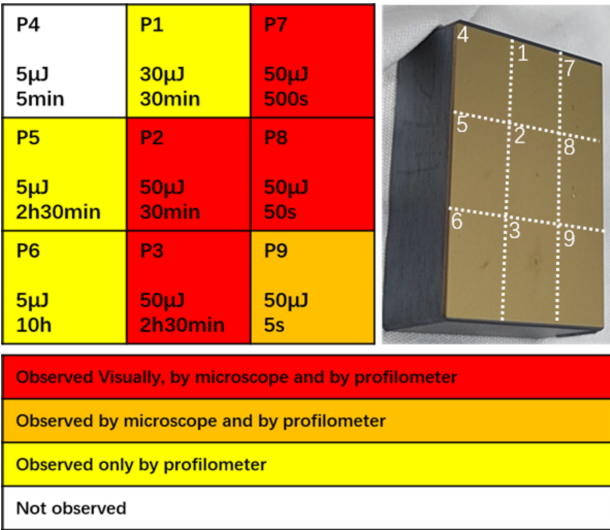 P4
5µJ
5min
P1
30µJ
30min
P7
50µJ
500s
P5
5µJ
2h30min
P2
50µJ
30min
P8
50µJ
50s
P6
5µJ
10h
P3
50µJ
2h30min
P9
50µJ
5s
4
1
7
5
2
8
6
3
9
Observed Visually, by microscope and by profilometer
Observed by microscope and by profilometer
Observed only by profilometer
Not observed